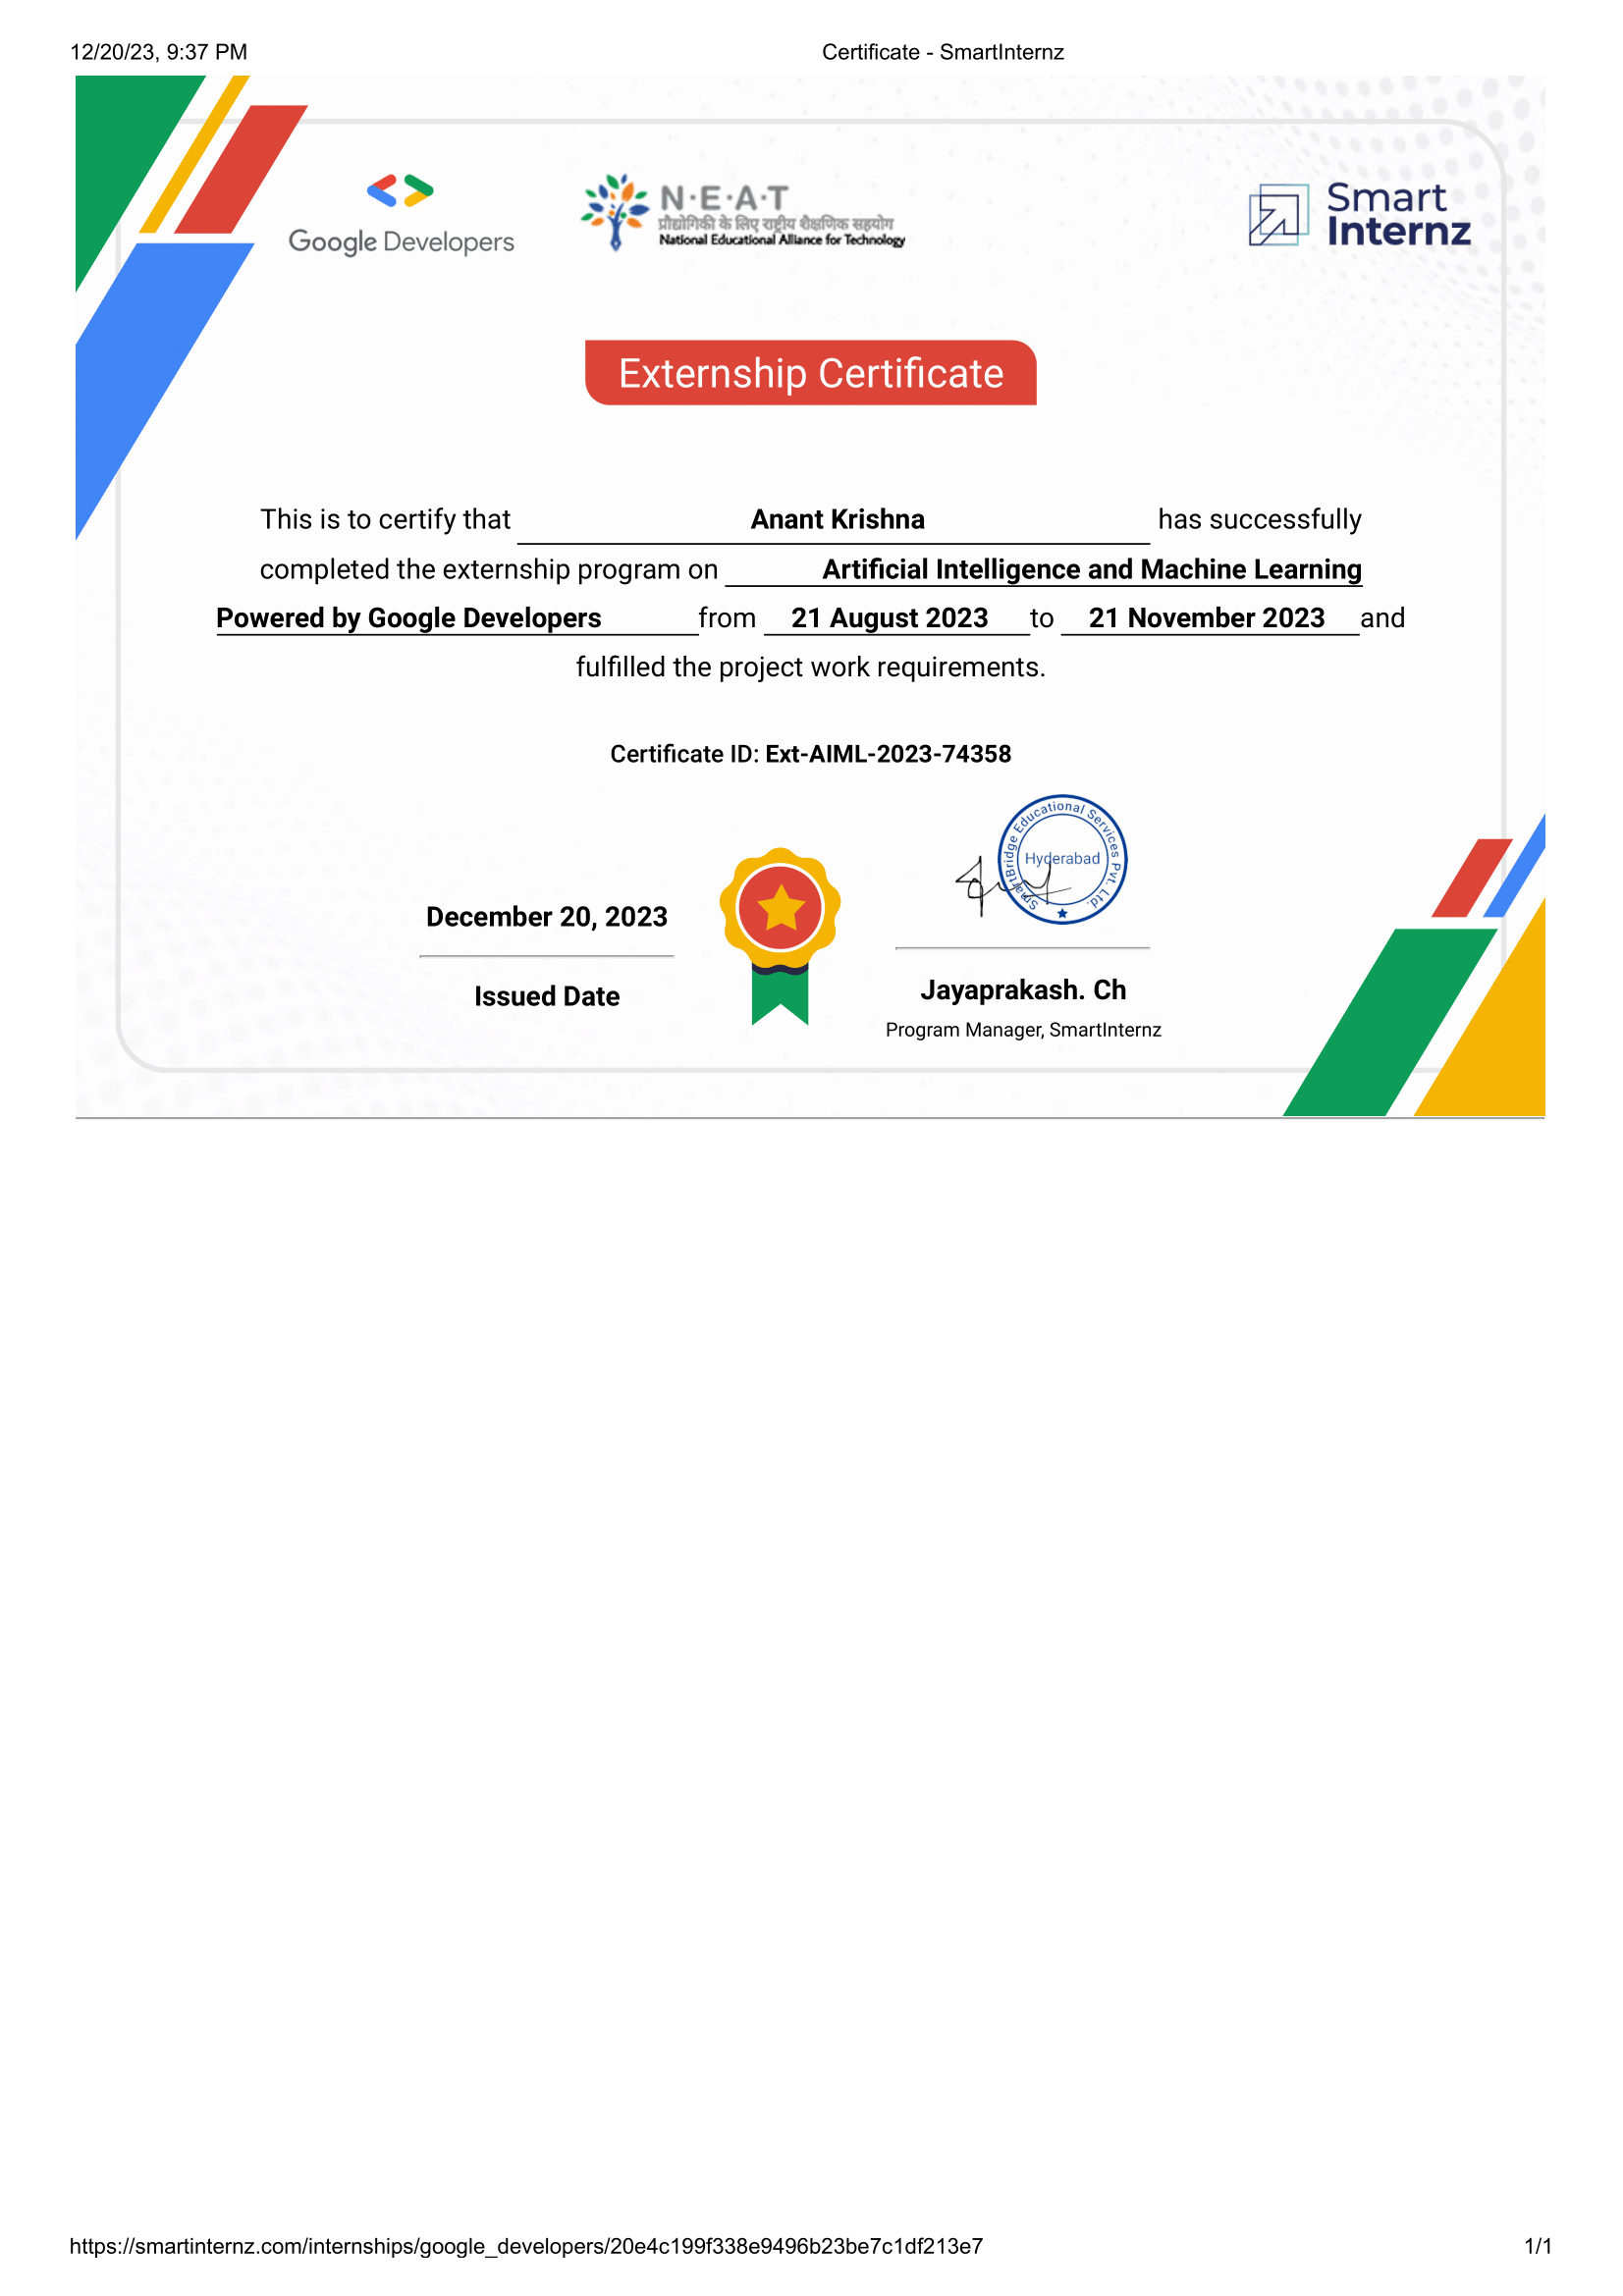 12/20/23, 9:37 PM
Certificate - SmartInternz
Google Developers
N·E·A·T
प्रौद्योगिकी के लिए राष्ट्रीय शैक्षणिक सहयोग
National Educational Alliance for Technology
Smart
Internz
Externship Certificate
This is to certify that Anant Krishna has successfully
completed the externship program on Artificial Intelligence and Machine Learning
Powered by Google Developers from 21 August 2023 to 21 November 2023 and
fulfilled the project work requirements.
Certificate ID: Ext-AIML-2023-74358
SmartBridge Educational Services Pvt. Ltd.
Hyderabad
December 20, 2023
Issued Date
Jayaprakash. Ch
Program Manager, SmartInternz
https://smartinternz.com/internships/google_developers/20e4c199f338e9496b23be7c1df213e7
1/1